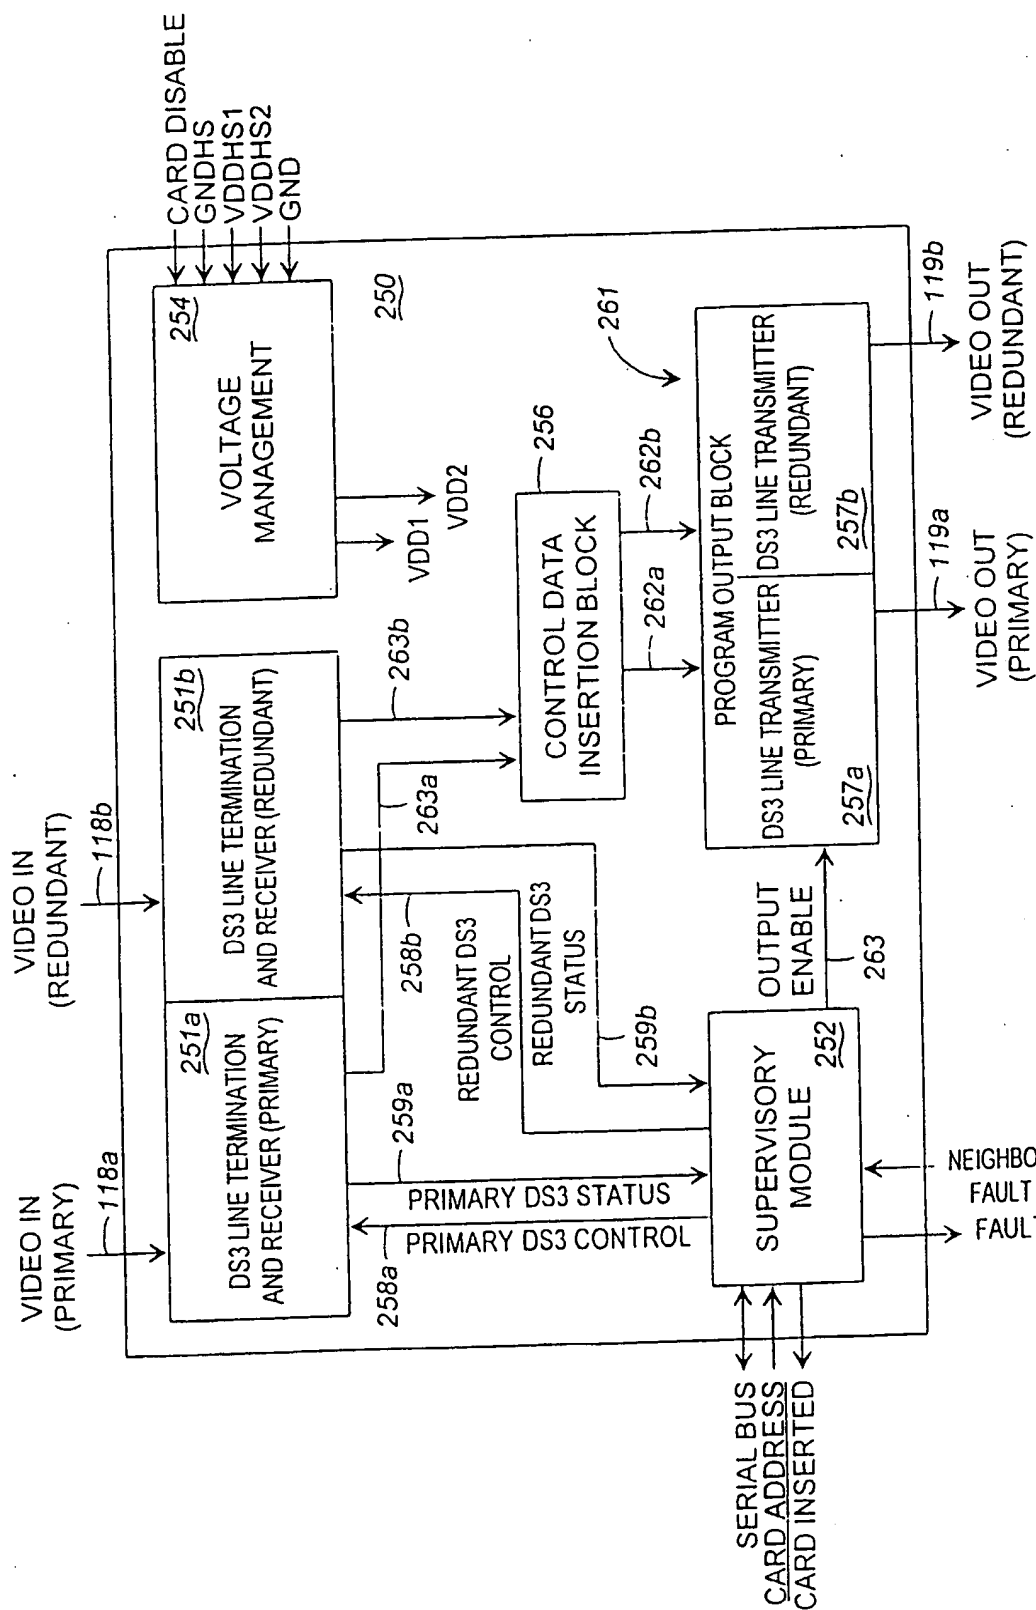 VIDEO IN
(PRIMARY)
118a
VIDEO IN
(REDUNDANT)
118b
DS3 LINE TERMINATION
AND RECEIVER (PRIMARY)
251a
DS3 LINE TERMINATION
AND RECEIVER (REDUNDANT)
251b
VOLTAGE
MANAGEMENT
254
CARD DISABLE
GNDHS
VDDHS1
VDDHS2
GND
VDD1
VDD2
250
263b
263a
258b
REDUNDANT DS3
CONTROL
REDUNDANT DS3
STATUS
259b
259a
PRIMARY DS3 STATUS
PRIMARY DS3 CONTROL
258a
CONTROL DATA
INSERTION BLOCK
256
262a
262b
261
PROGRAM OUTPUT BLOCK
DS3 LINE TRANSMITTER
(PRIMARY)
257a
DS3 LINE TRANSMITTER
(REDUNDANT)
257b
OUTPUT
ENABLE
263
SUPERVISORY
MODULE
252
SERIAL BUS
CARD ADDRESS
CARD INSERTED
NEIGHBO
FAULT
FAUL
119a
VIDEO OUT
(PRIMARY)
119b
VIDEO OUT
(REDUNDANT)